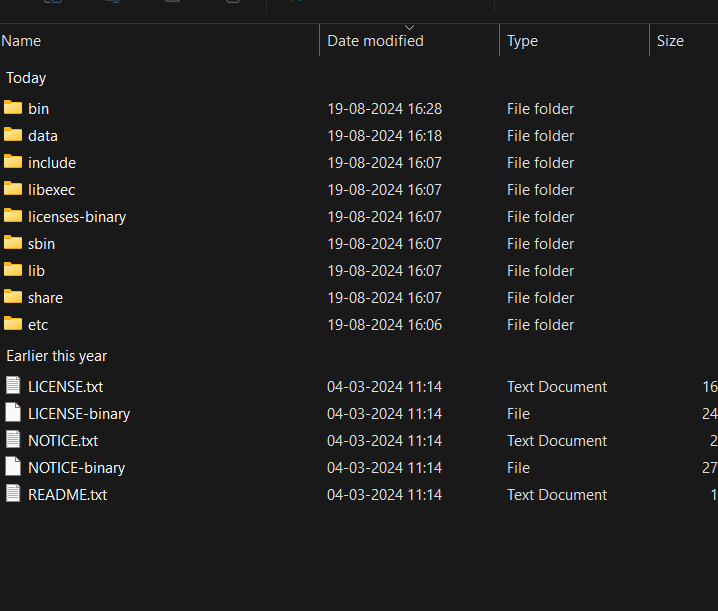 Name Date modified Type Size
Today
bin 19-08-2024 16:28 File folder
data 19-08-2024 16:18 File folder
include 19-08-2024 16:07 File folder
libexec 19-08-2024 16:07 File folder
licenses-binary 19-08-2024 16:07 File folder
sbin 19-08-2024 16:07 File folder
lib 19-08-2024 16:07 File folder
share 19-08-2024 16:07 File folder
etc 19-08-2024 16:06 File folder
Earlier this year
LICENSE.txt 04-03-2024 11:14 Text Document 16
LICENSE-binary 04-03-2024 11:14 File 24
NOTICE.txt 04-03-2024 11:14 Text Document 2
NOTICE-binary 04-03-2024 11:14 File 27
README.txt 04-03-2024 11:14 Text Document 1